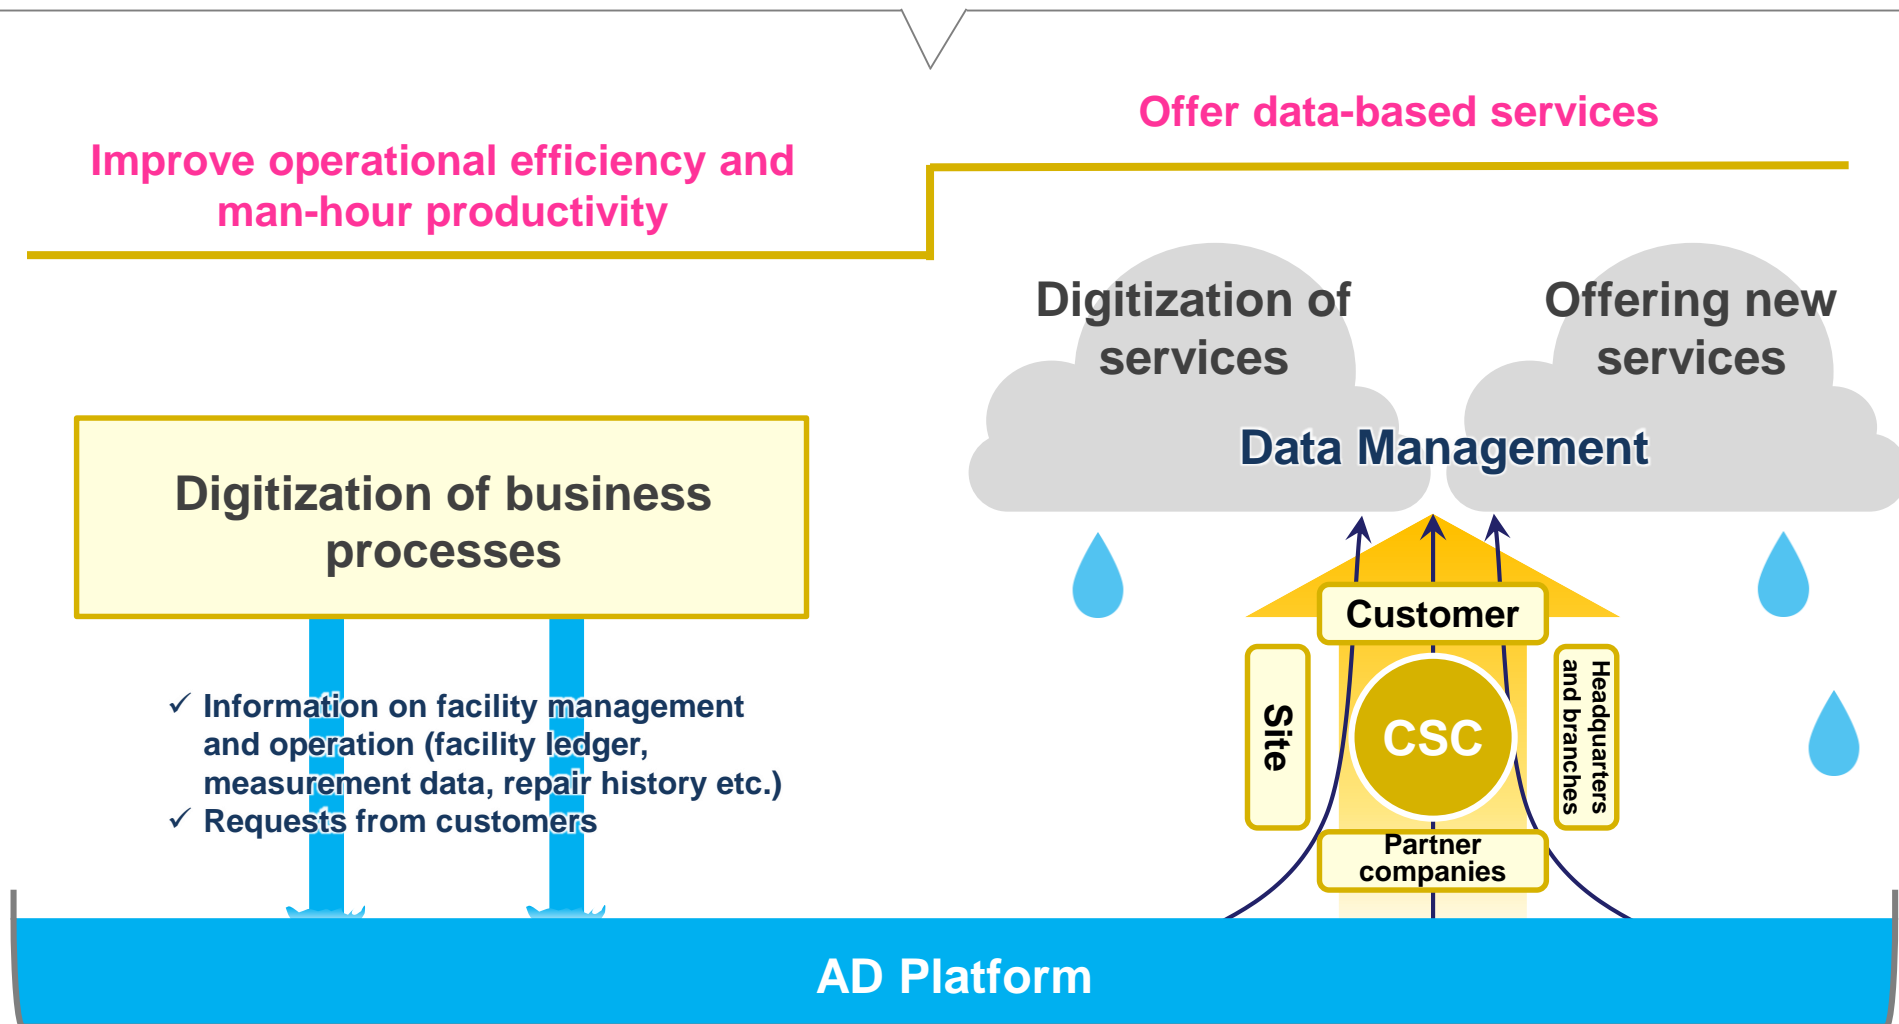 Improve operational efficiency and
man-hour productivity
Offer data-based services
Digitization of business
processes
✓ Information on facility management
and operation (facility ledger,
measurement data, repair history etc.)
✓ Requests from customers
Digitization of
services
Offering new
services
Data Management
Customer
Site
CSC
Headquarters
and branches
Partner
companies
AD Platform